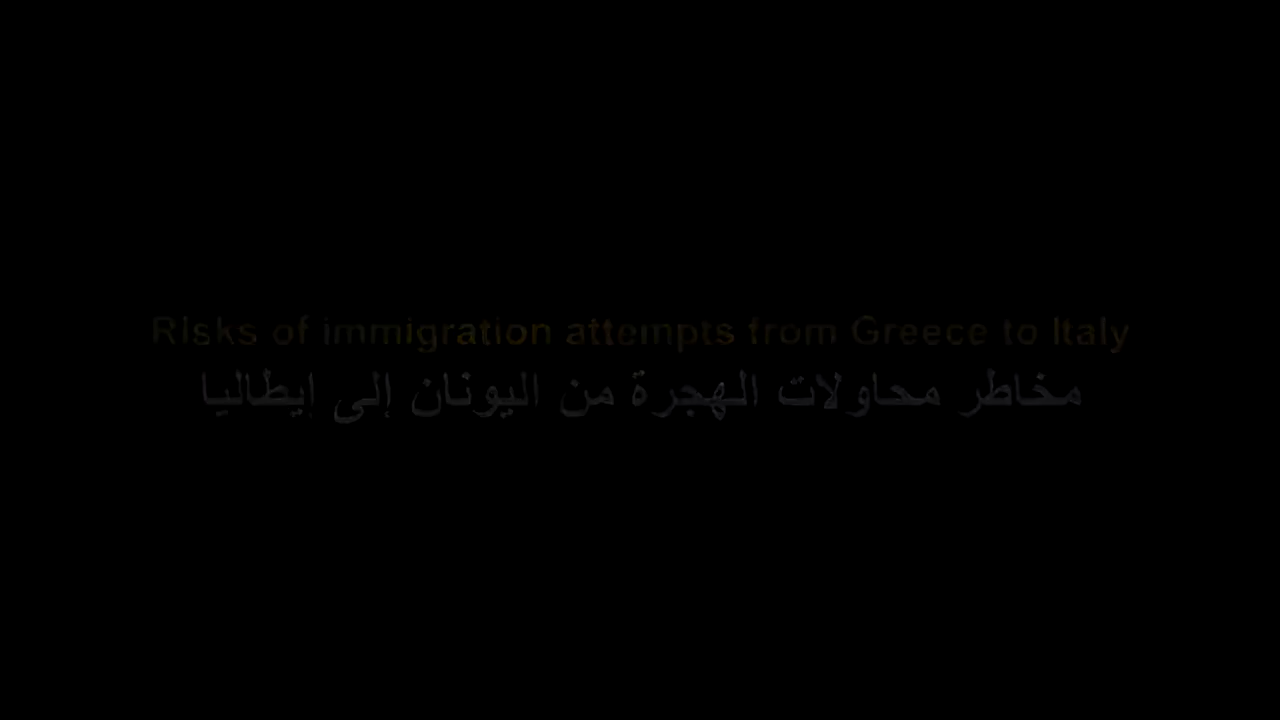 Risks of immigration attempts from Greece to Italy
مخاطر محاولات الهجرة من اليونان إلى إيطاليا